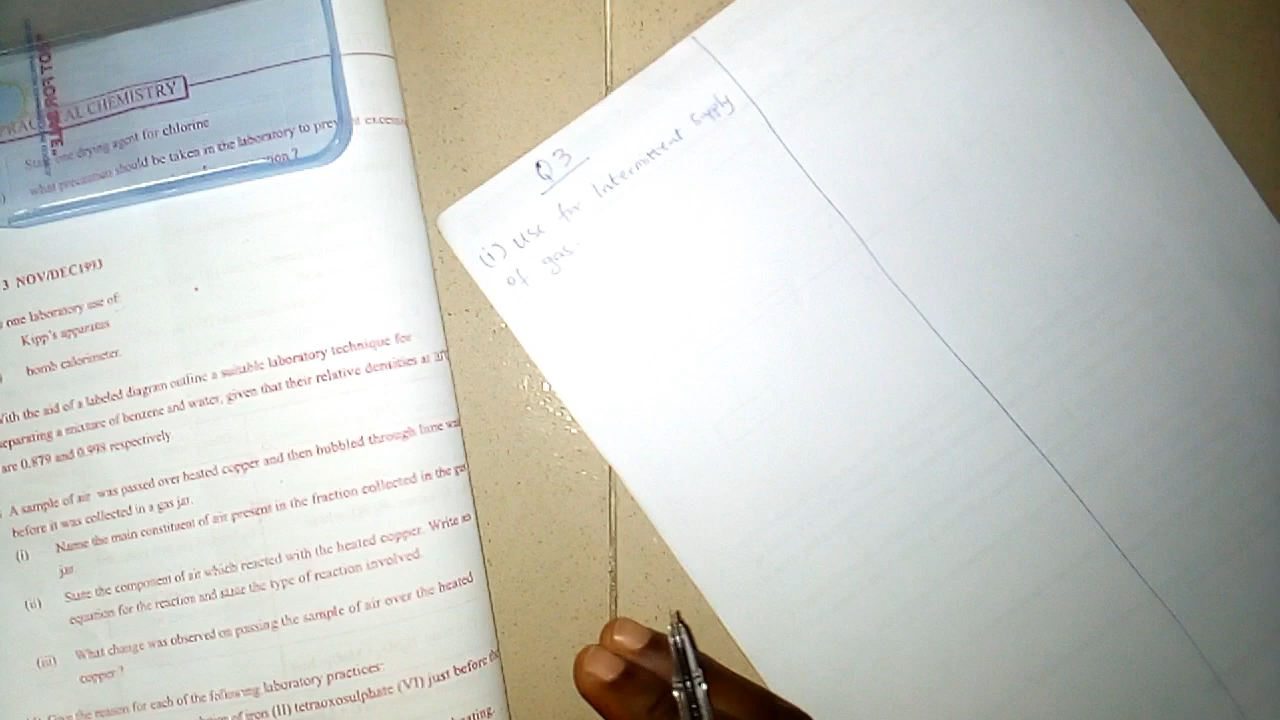 PRACTICAL CHEMISTRY
State one drying agent for chlorine
what precaution should be taken in the laboratory to prevent
3 NOV/DEC1993
one laboratory use of:
Kipp's apparatus
bomb calorimeter.
With the aid of a labeled diagram outline a suitable laboratory technique for
separating a mixture of benzene and water, given that their relative densities at
are 0.879 and 0.998 respectively
A sample of air was passed over heated copper and then bubbled through lime
before it was collected in a gas jar.
(i) Name the main constituent of air present in the fraction collected in the
jar
(ii) State the component of air which reacted with the heated copper. Write
equation for the reaction and state the type of reaction involved.
(iii) What change was observed on passing the sample of air over the heated
copper?
the reason for each of the following laboratory practices:
of iron (II) tetraoxosulphate (VI) just before
Q3
(i) Use for Intermittent Supply
of gas.